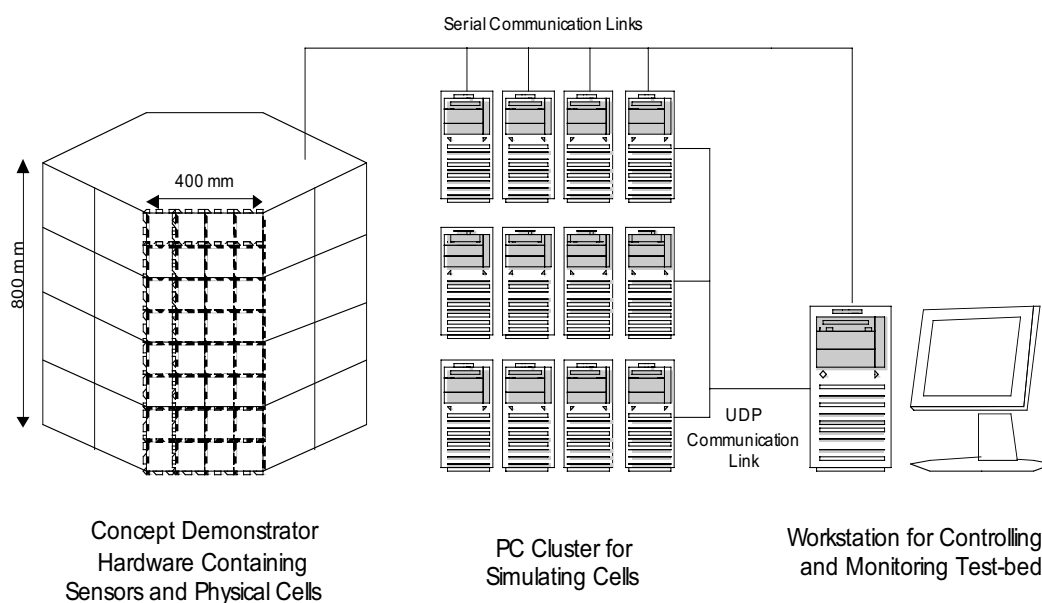 Serial Communication Links
400 mm
800 mm
UDP
Communication
Link
Concept Demonstrator
Hardware Containing
Sensors and Physical Cells
PC Cluster for
Simulating Cells
Workstation for Controlling
and Monitoring Test-bed